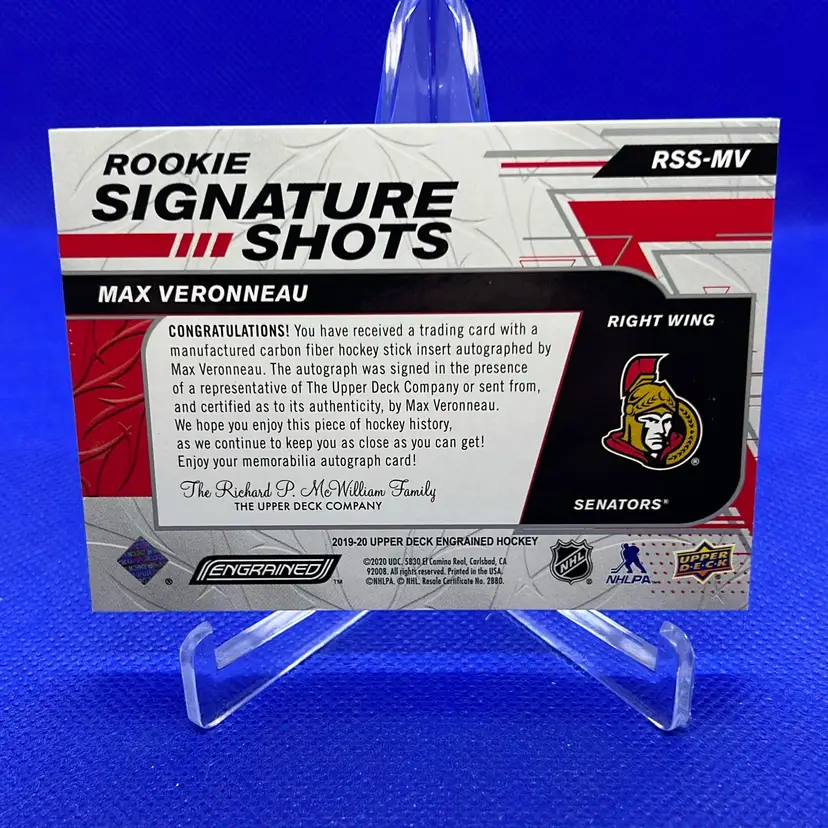 ROOKIE
SIGNATURE
SHOTS
RSS-MV
MAX VERONNEAU
RIGHT WING
CONGRATULATIONS! You have received a trading card with a
manufactured carbon fiber hockey stick insert autographed by
Max Veronneau. The autograph was signed in the presence
of a representative of The Upper Deck Company or sent from,
and certified as to its authenticity, by Max Veronneau.
We hope you enjoy this piece of hockey history,
as we continue to keep you as close as you can get!
Enjoy your memorabilia autograph card!
The Richard P. McWilliam Family
THE UPPER DECK COMPANY
SENATORS®
2019-20 UPPER DECK ENGRAINED HOCKEY
ENGRAINED™
©2020 UDC. 5830 El Camino Real, Carlsbad, CA
92008. All rights reserved. Printed in the USA.
©NHLPA. © NHL. Resale Certificate No. 2880.
NHL
NHLPA
UPPER
DECK